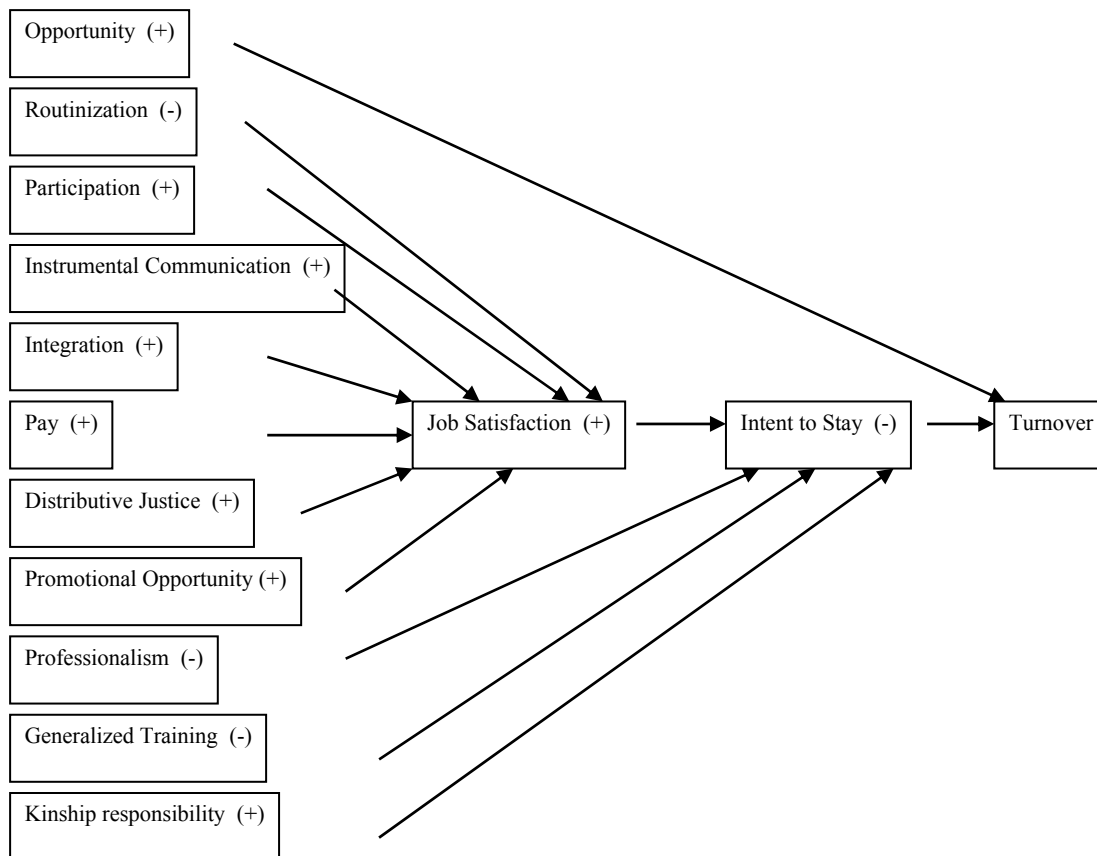 Opportunity (+)
Routinization (-)
Participation (+)
Instrumental Communication (+)
Integration (+)
Pay (+)
Job Satisfaction (+)
Intent to Stay (-)
Turnover
Distributive Justice (+)
Promotional Opportunity (+)
Professionalism (-)
Generalized Training (-)
Kinship responsibility (+)